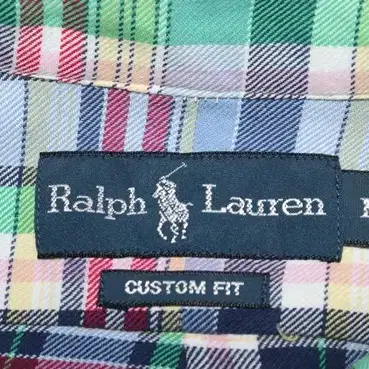 Ralph Lauren
CUSTOM FIT